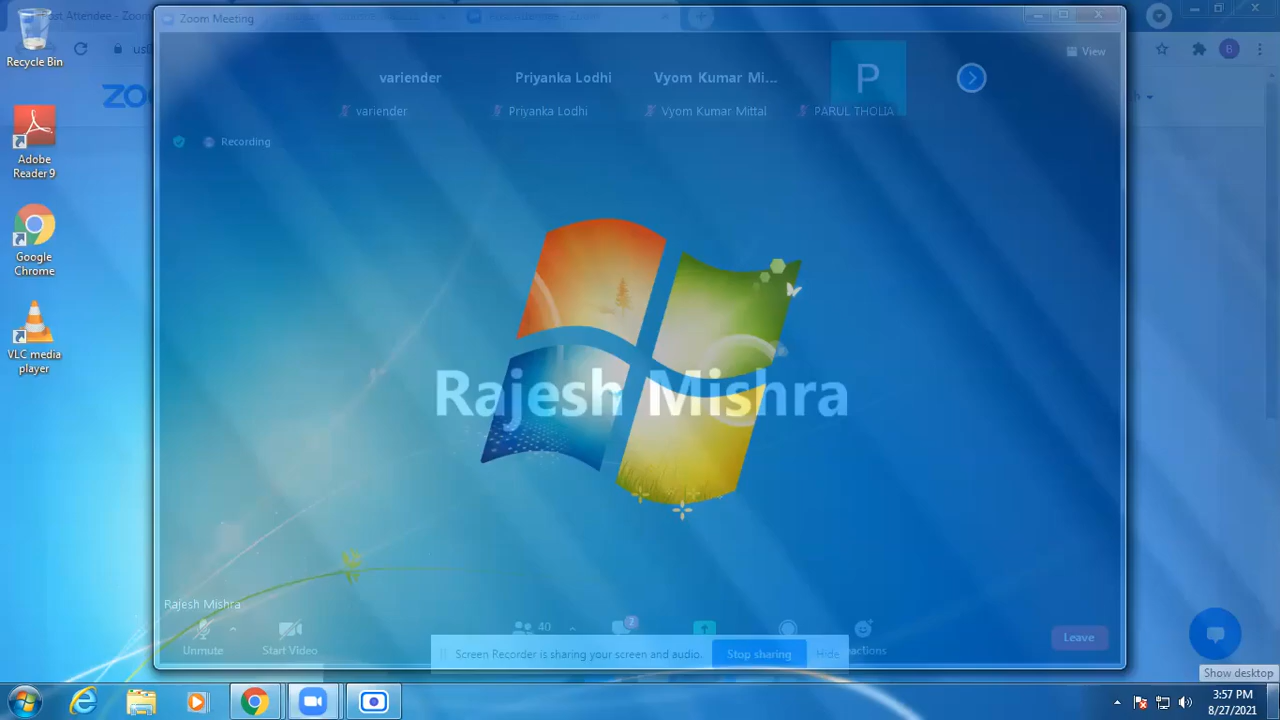 Zoom Meeting
Recycle Bin
View
variender
Priyanka Lodhi
Vyom Kumar Mi...
P
variender
Priyanka Lodhi
Vyom Kumar Mittal
PARUL THOLIA
Recording
Adobe
Reader 9
Google
Chrome
VLC media
player
Rajesh Mishra
Rajesh Mishra
40
2
Unmute
Start Video
Screen Recorder is sharing your screen and audio.
Stop sharing
Hide
Leave
Show desktop
3:57 PM
8/27/2021